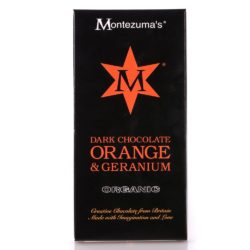 Montezuma's®
M
DARK CHOCOLATE
ORANGE
& GERANIUM
ORGANIC
Creative Chocolate from Britain
Made with Imagination and Love